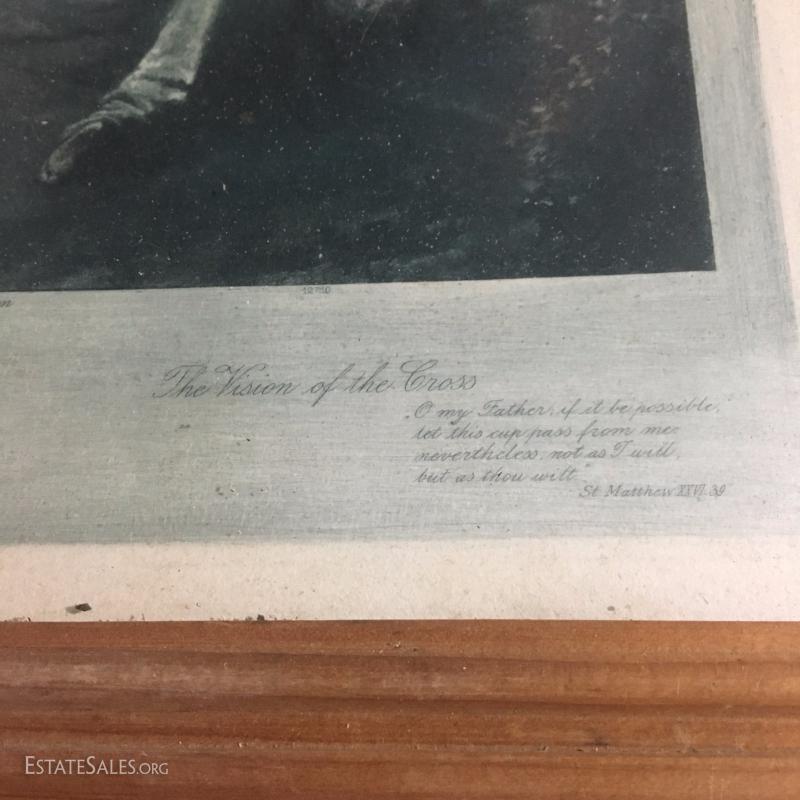 The Vision of the Cross
"O my Father, if it be possible,
let this cup pass from me:
nevertheless, not as I will,
but as thou wilt"
St Matthew XXVI.39
ESTATESALES.ORG